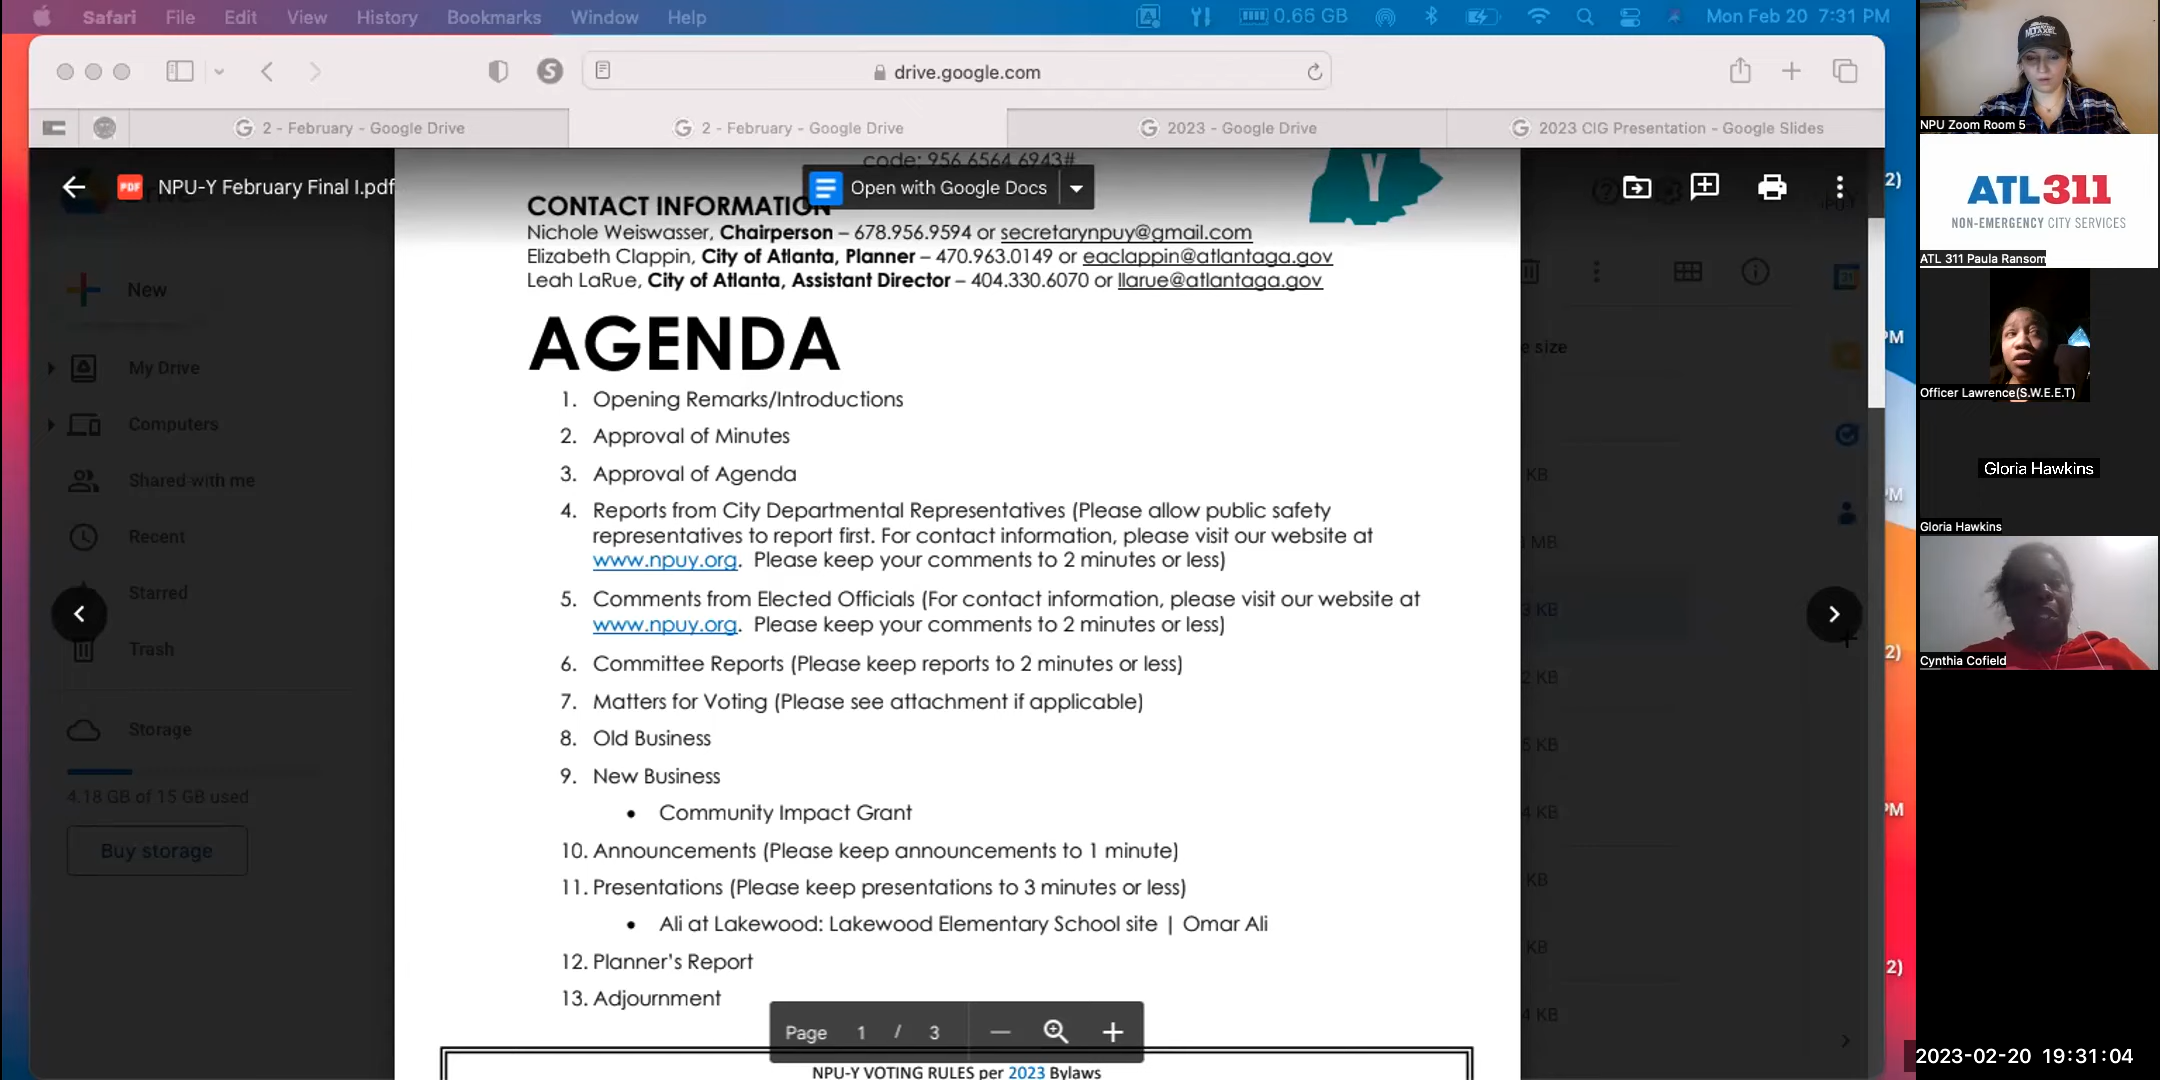 Safari File Edit View History Bookmarks Window Help 0.65 GB Mon Feb 20 7:31 PM
drive.google.com
2 - February - Google Drive 2 - February - Google Drive 2023 - Google Drive 2023 CIG Presentation - Google Slides
code: 956 6564 6943#
NPU-Y February Final I.pdf
Open with Google Docs
Y
CONTACT INFORMATION
Nichole Weiswasser, Chairperson – 678.956.9594 or secretarynpuy@gmail.com
Elizabeth Clappin, City of Atlanta, Planner – 470.963.0149 or eaclappin@atlantaga.gov
Leah LaRue, City of Atlanta, Assistant Director – 404.330.6070 or llarue@atlantaga.gov
AGENDA
1. Opening Remarks/Introductions
2. Approval of Minutes
3. Approval of Agenda
4. Reports from City Departmental Representatives (Please allow public safety
representatives to report first. For contact information, please visit our website at
www.npuy.org. Please keep your comments to 2 minutes or less)
5. Comments from Elected Officials (For contact information, please visit our website at
www.npuy.org. Please keep your comments to 2 minutes or less)
6. Committee Reports (Please keep reports to 2 minutes or less)
7. Matters for Voting (Please see attachment if applicable)
8. Old Business
9. New Business
• Community Impact Grant
10. Announcements (Please keep announcements to 1 minute)
11. Presentations (Please keep presentations to 3 minutes or less)
• Ali at Lakewood: Lakewood Elementary School site | Omar Ali
12. Planner's Report
13. Adjournment
Page 1 / 3
NPU-Y VOTING RULES per 2023 Bylaws
New
My Drive
Computers
Shared with me
Recent
Starred
Trash
Storage
4.18 GB of 15 GB used
Buy storage
NPU Zoom Room 5
ATL311
NON-EMERGENCY CITY SERVICES
ATL 311 Paula Ransom
Officer Lawrence(S.W.E.E.T)
Gloria Hawkins
Gloria Hawkins
Cynthia Cofield
2023-02-20 19:31:04